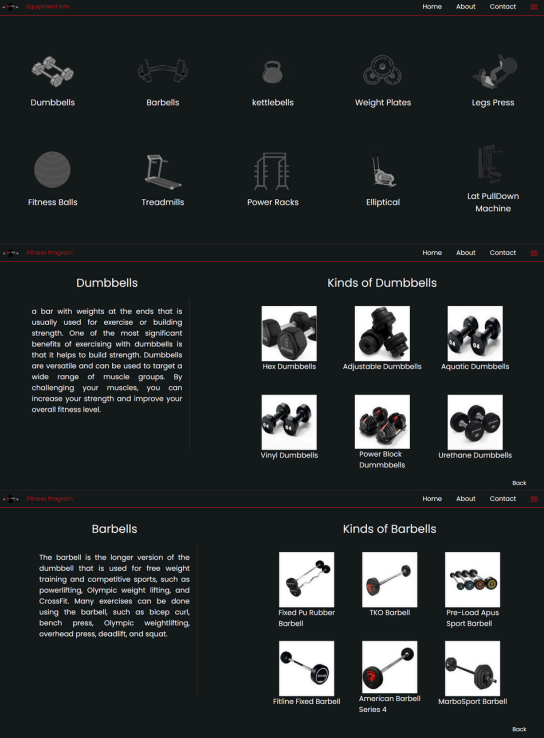 Equipment Info
Home About Contact
Dumbbells
Barbells
kettlebells
Weight Plates
Legs Press
Fitness Balls
Treadmills
Power Racks
Elliptical
Lat PullDown
Machine
Fitness Program
Home About Contact
Dumbbells
a bar with weights at the ends that is
usually used for exercise or building
strength. One of the most significant
benefits of exercising with dumbbells is
that it helps to build strength. Dumbbells
are versatile and can be used to target a
wide range of muscle groups. By
challenging your muscles, you can
increase your strength and improve your
overall fitness level.
Kinds of Dumbbells
Hex Dumbbells
Adjustable Dumbbells
Aquatic Dumbbells
Vinyl Dumbbells
Power Block
Dummbbells
Urethane Dumbbells
Back
Fitness Program
Home About Contact
Barbells
The barbell is the longer version of the
dumbbell that is used for free weight
training and competitive sports, such as
powerlifting, Olympic weight lifting, and
CrossFit. Many exercises can be done
using the barbell, such as bicep curl,
bench press, Olympic weightlifting,
overhead press, deadlift, and squat.
Kinds of Barbells
Fixed Pu Rubber
Barbell
TKO Barbell
Pre-Load Apus
Sport Barbell
Fitline Fixed Barbell
American Barbell
Series 4
MarboSport Barbell
Back